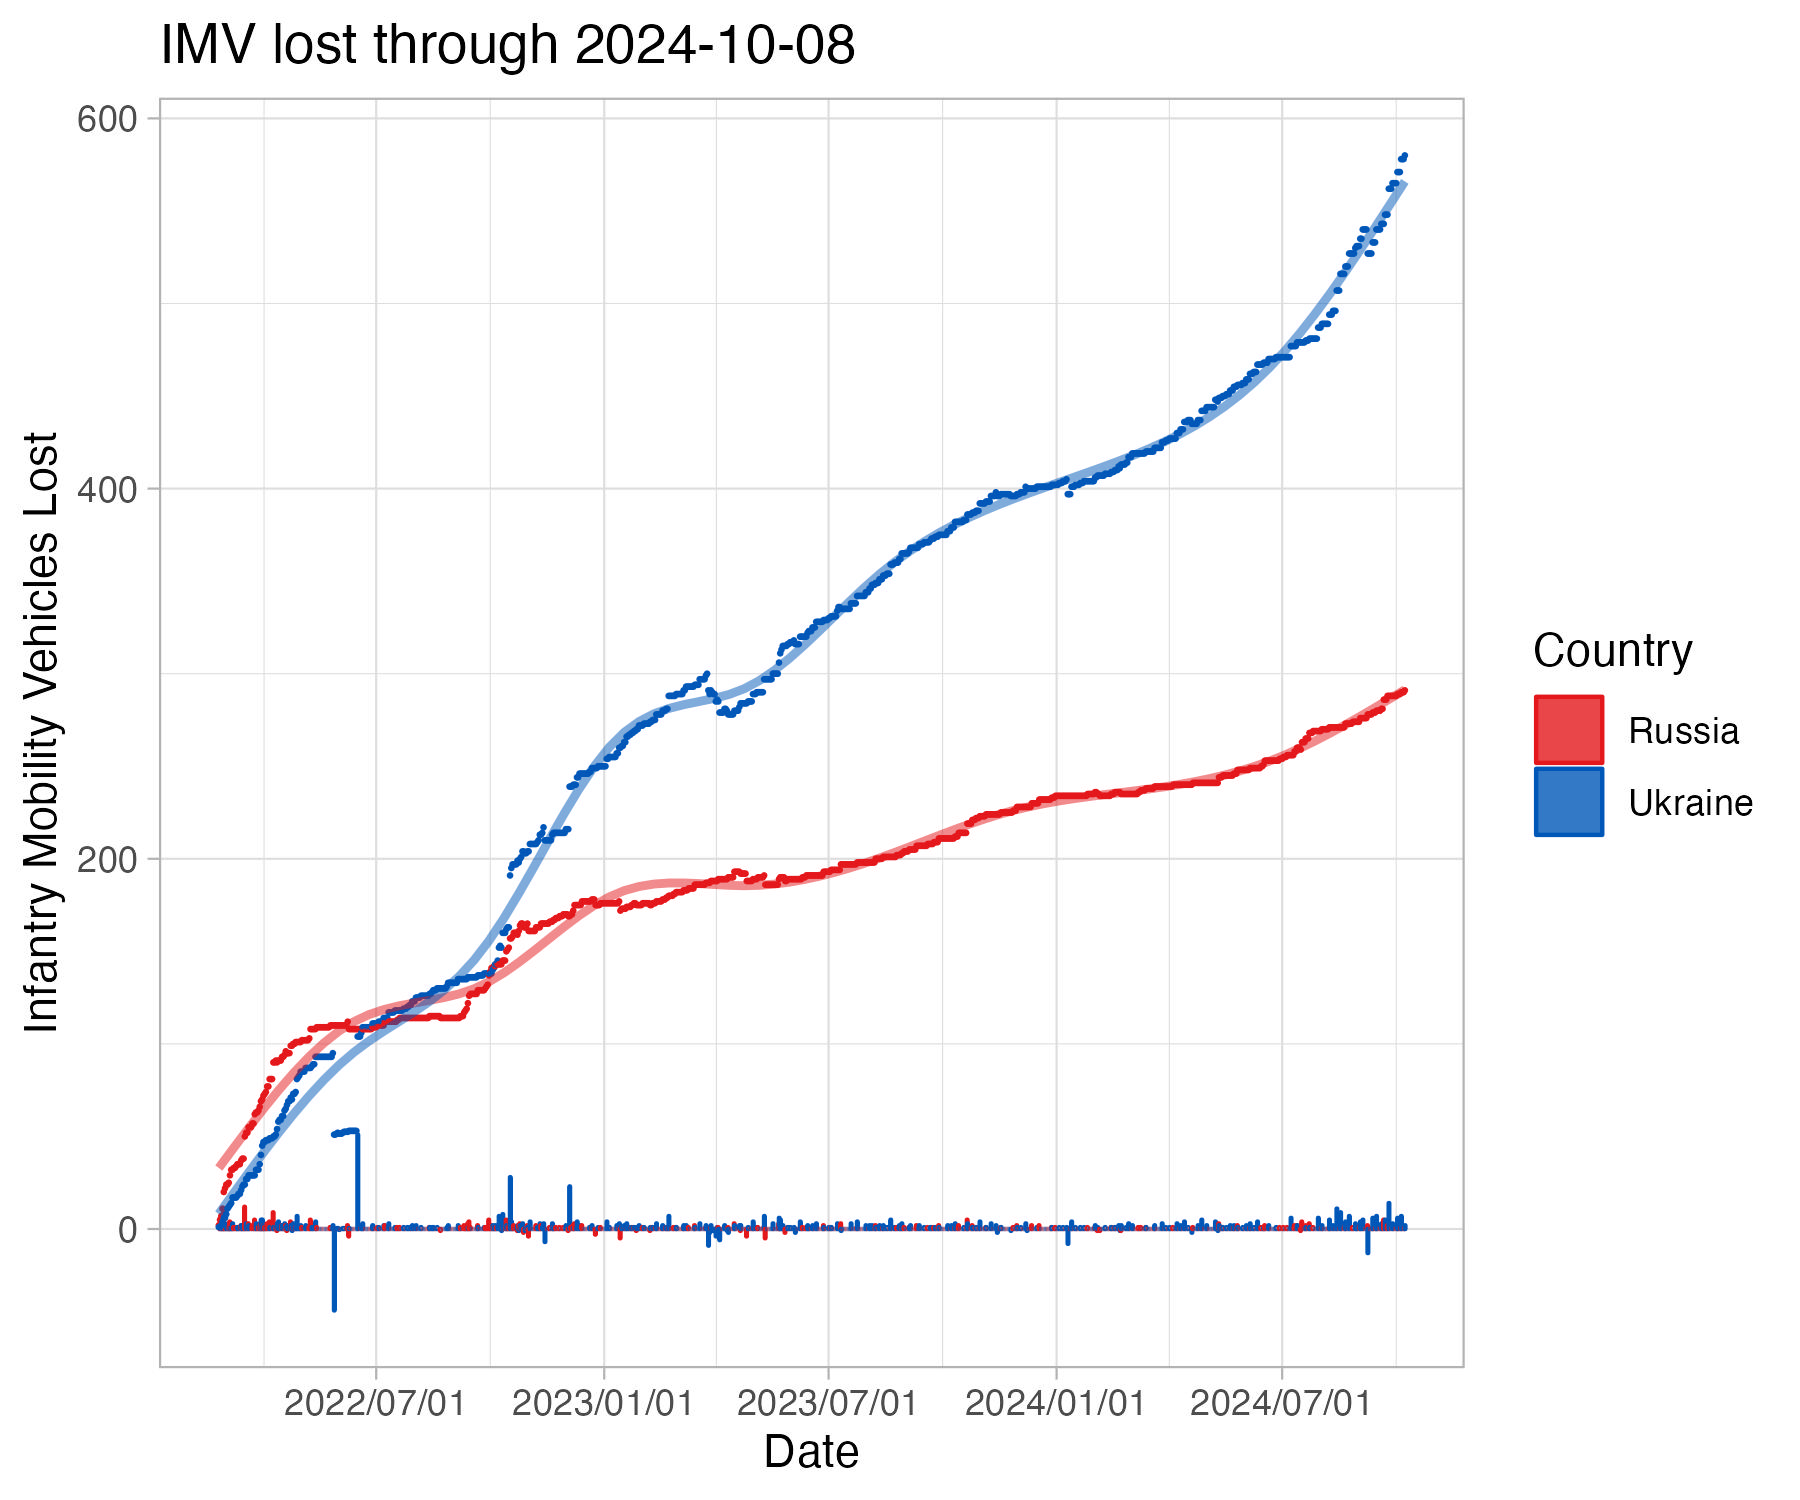 IMV lost through 2024-10-08
600
400
200
0
Infantry Mobility Vehicles Lost
2022/07/01
2023/01/01
2023/07/01
2024/01/01
2024/07/01
Date
Country
Russia
Ukraine